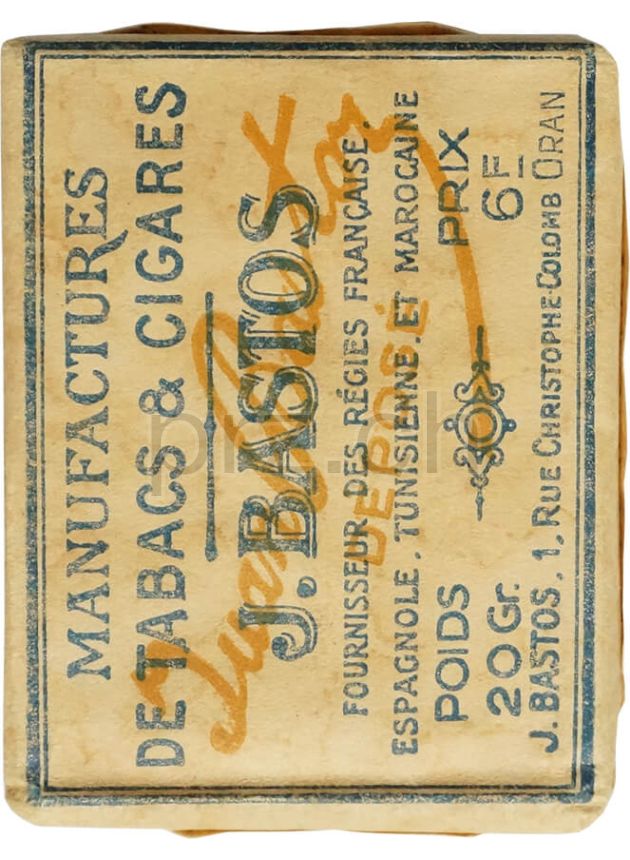 MANUFACTURES
DE TABACS & CIGARES
J. BASTOS
FOURNISSEUR DES RÉGIES FRANÇAISE.
ESPAGNOLE. TUNISIENNE. ET MAROCAINE
DEPOSÉ
POIDS PRIX
20 Gr. 6F
J. BASTOS. 1, RUE CHRISTOPHE-COLOMB ORAN